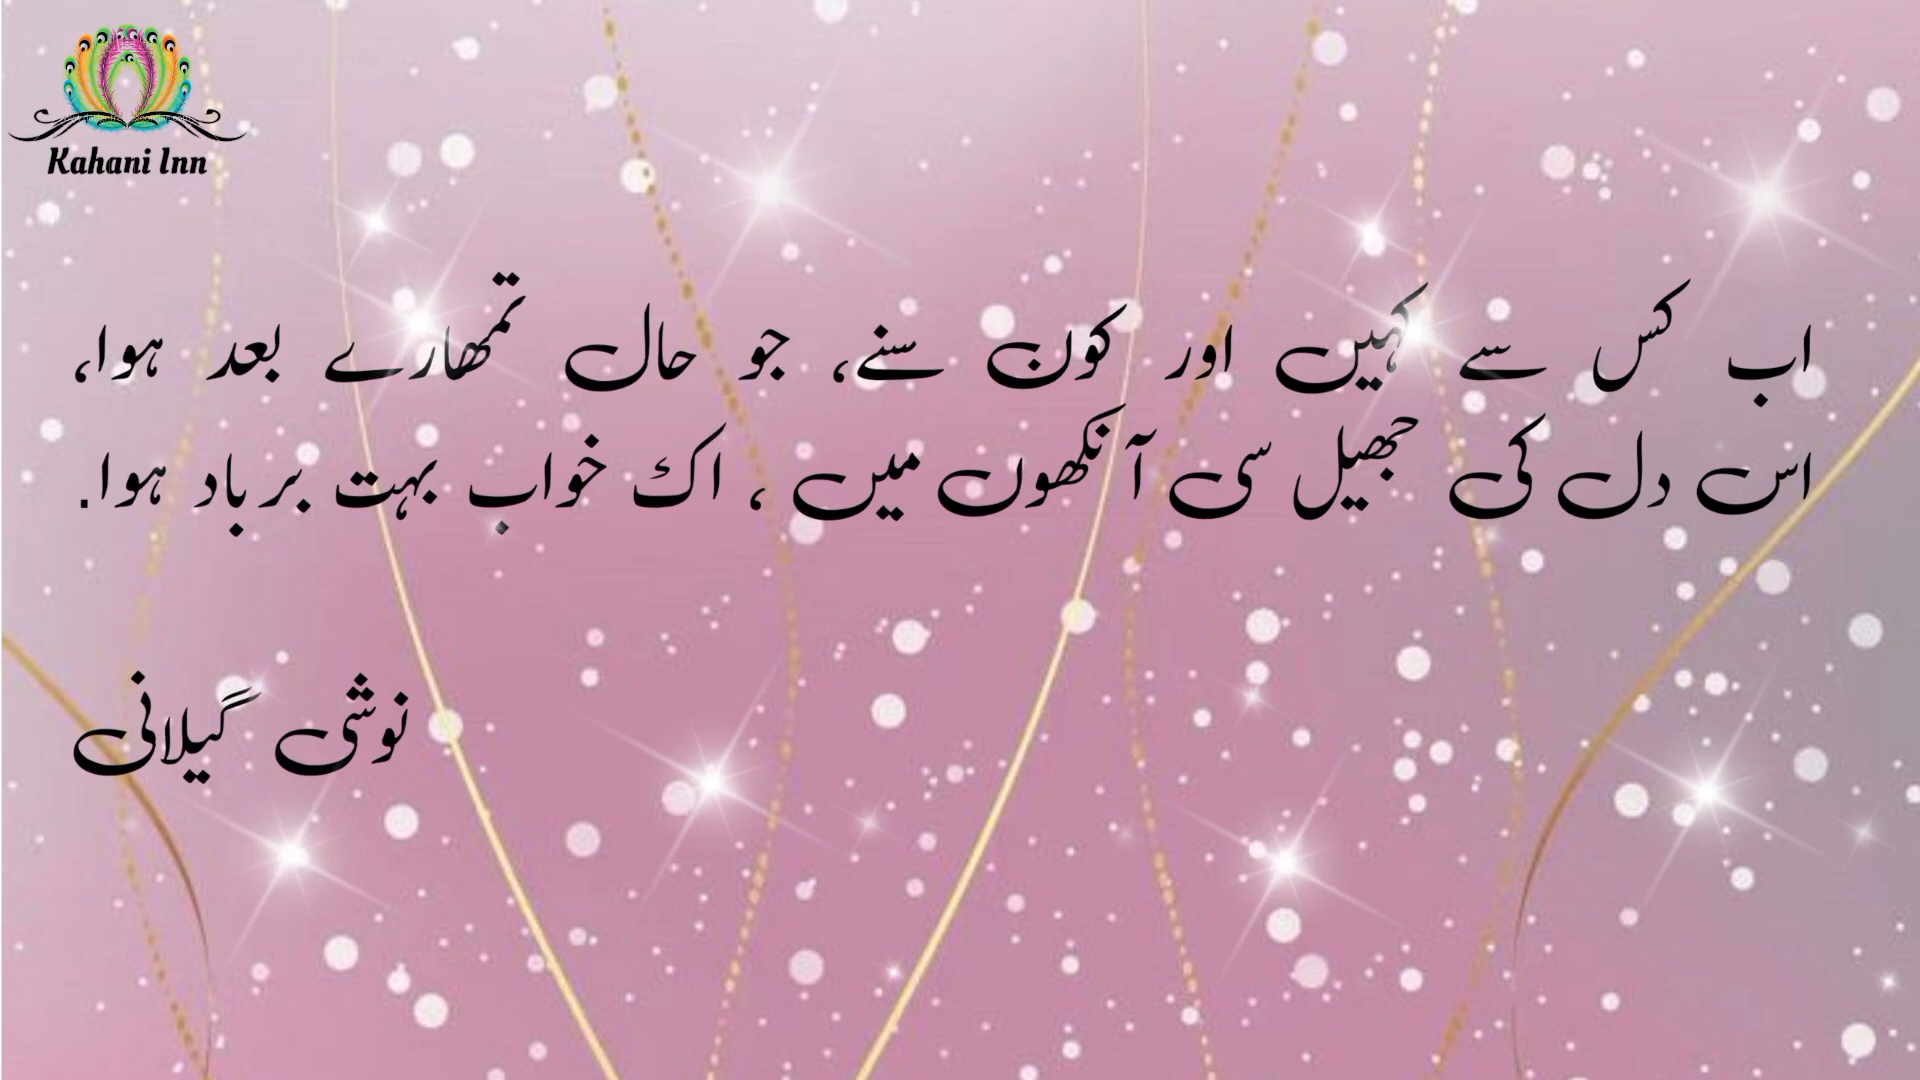 Kahani Inn
اب کس سے کہیں اور کون سنے، جو حال تمھارے بعد ہوا،
اس دل کی جھیل سی آنکھوں میں ، اک خواب بہت برباد ہوا.
نوشی گیلانی